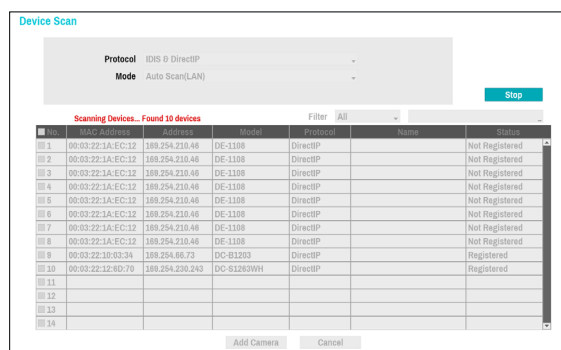 Device Scan
Protocol IDIS & DirectIP
Mode Auto Scan(LAN)
Stop
Scanning Devices... Found 10 devices Filter All
No. MAC Address Address Model Protocol Name Status
1 00:03:22:1A:EC:12 169.254.210.46 DE-1108 DirectIP Not Registered
2 00:03:22:1A:EC:12 169.254.210.46 DE-1108 DirectIP Not Registered
3 00:03:22:1A:EC:12 169.254.210.46 DE-1108 DirectIP Not Registered
4 00:03:22:1A:EC:12 169.254.210.46 DE-1108 DirectIP Not Registered
5 00:03:22:1A:EC:12 169.254.210.46 DE-1108 DirectIP Not Registered
6 00:03:22:1A:EC:12 169.254.210.46 DE-1108 DirectIP Not Registered
7 00:03:22:1A:EC:12 169.254.210.46 DE-1108 DirectIP Not Registered
8 00:03:22:1A:EC:12 169.254.210.46 DE-1108 DirectIP Not Registered
9 00:03:22:10:03:34 169.254.66.73 DC-B1203 DirectIP Registered
10 00:03:22:12:6D:70 169.254.230.243 DC-S1263WH DirectIP Registered
11
12
13
14
Add Camera Cancel